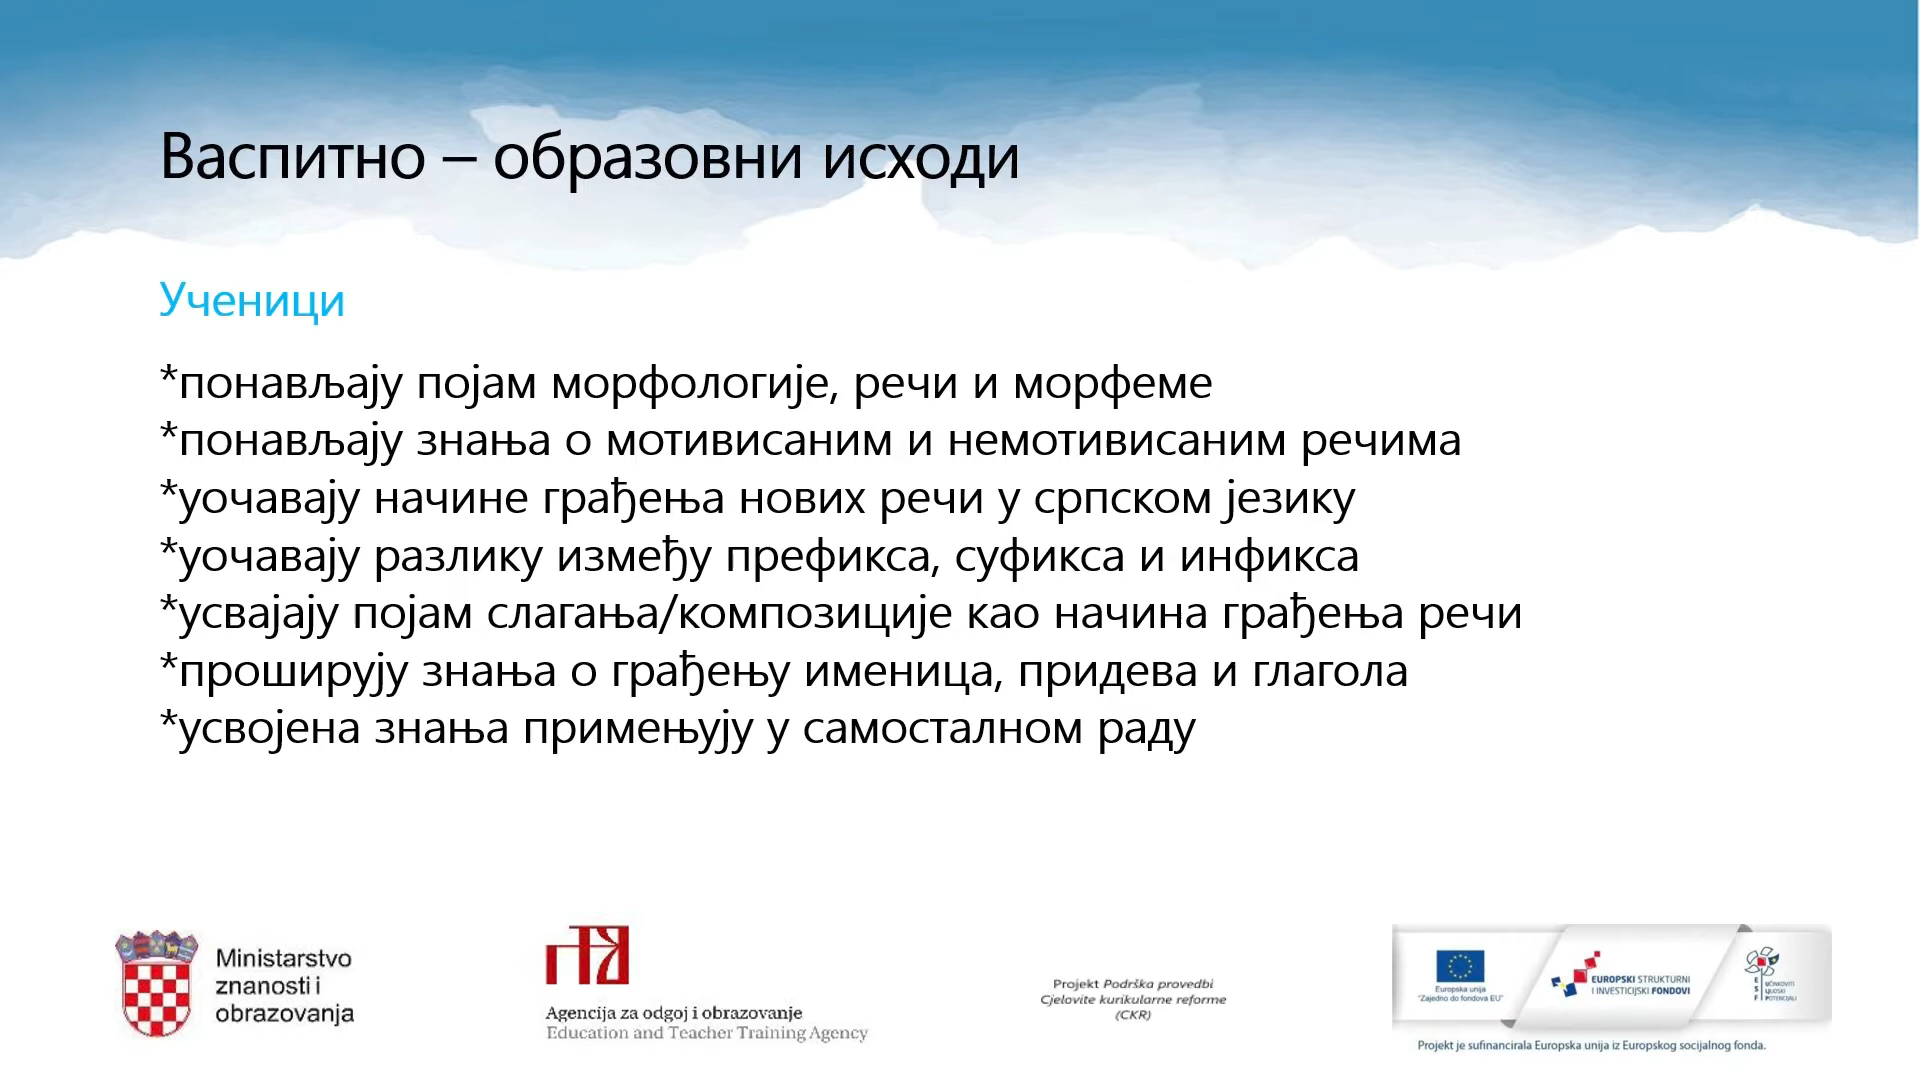 Васпитно – образовни исходи
Ученици
*понављају појам морфологије, речи и морфеме
*понављају знања о мотивисаним и немотивисаним речима
*уочавају начине грађења нових речи у српском језику
*уочавају разлику између префикса, суфикса и инфикса
*усвајају појам слагања/композиције као начина грађења речи
*проширују знања о грађењу именица, придева и глагола
*усвојена знања примењују у самосталном раду
Ministarstvo
znanosti i
obrazovanja
Agencija za odgoj i obrazovanje
Education and Teacher Training Agency
Projekt Podrška provedbi
Cjelovite kurikularne reforme
(CKR)
Europska unija
"Zajedno do fondova EU"
EUROPSKI STRUKTURNI
I INVESTICIJSKI FONDOVI
ESF
UČINKOVITI
LJUDSKI
POTENCIJALI
Projekt je sufinancirala Europska unija iz Europskog socijalnog fonda.